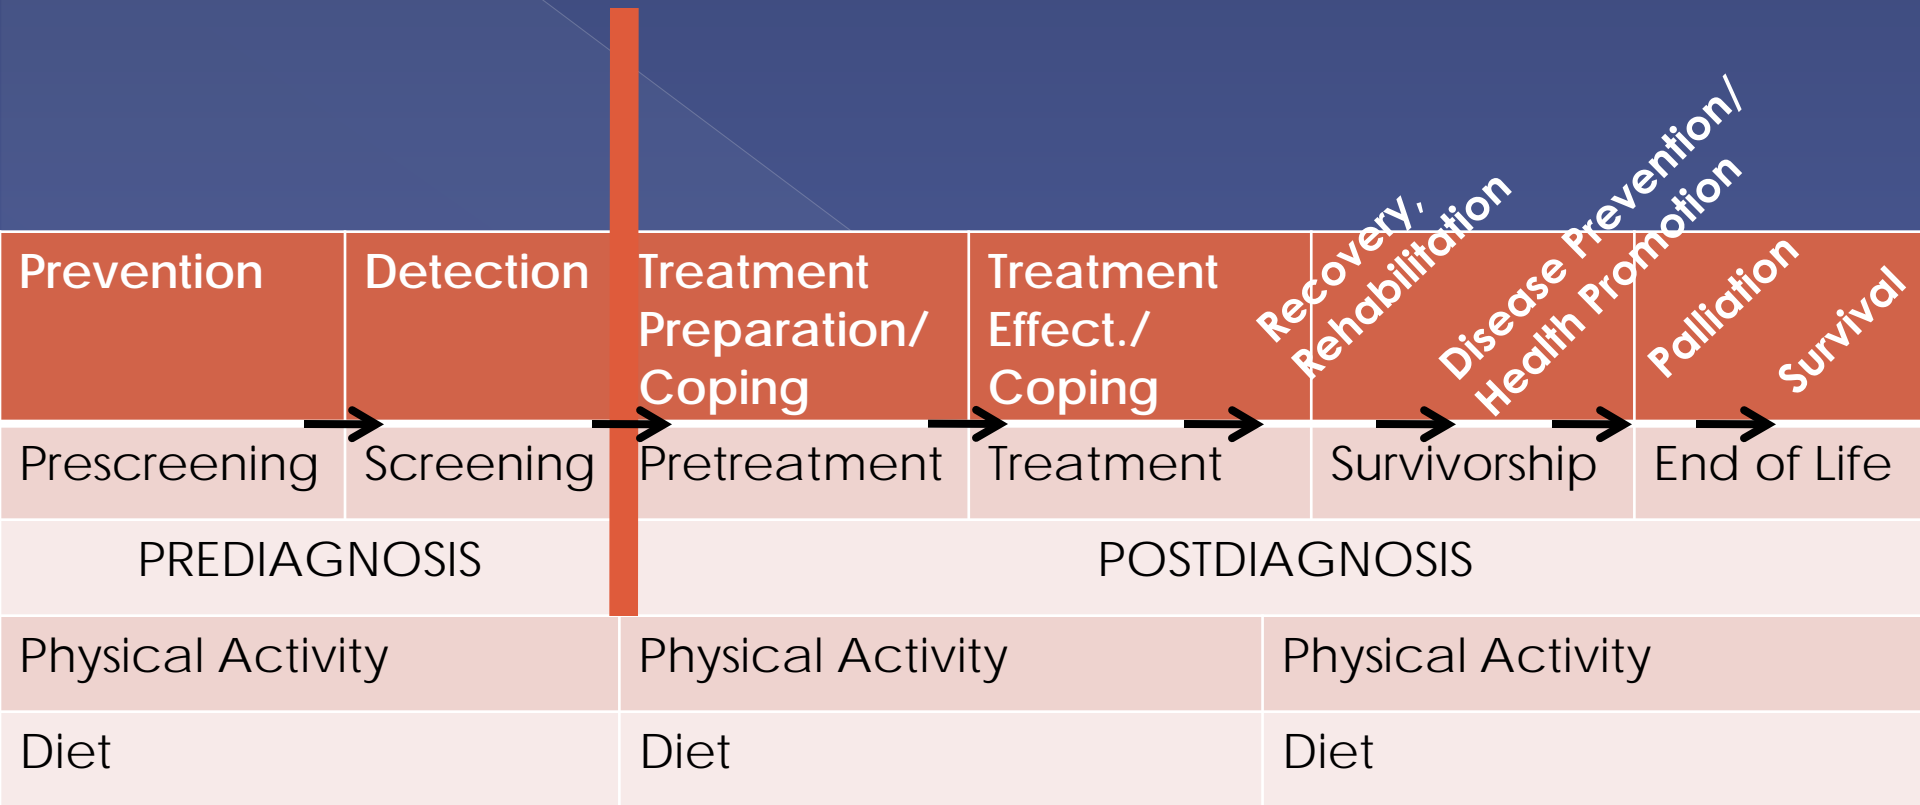 Prevention
Detection
Treatment
Preparation/
Coping
Treatment
Effect./
Coping
Recovery,
Rehabilitation
Disease Prevention/
Health Promotion
Palliation
Survival
Prescreening
Screening
Pretreatment
Treatment
Survivorship
End of Life
PREDIAGNOSIS
POSTDIAGNOSIS
Physical Activity
Physical Activity
Physical Activity
Diet
Diet
Diet